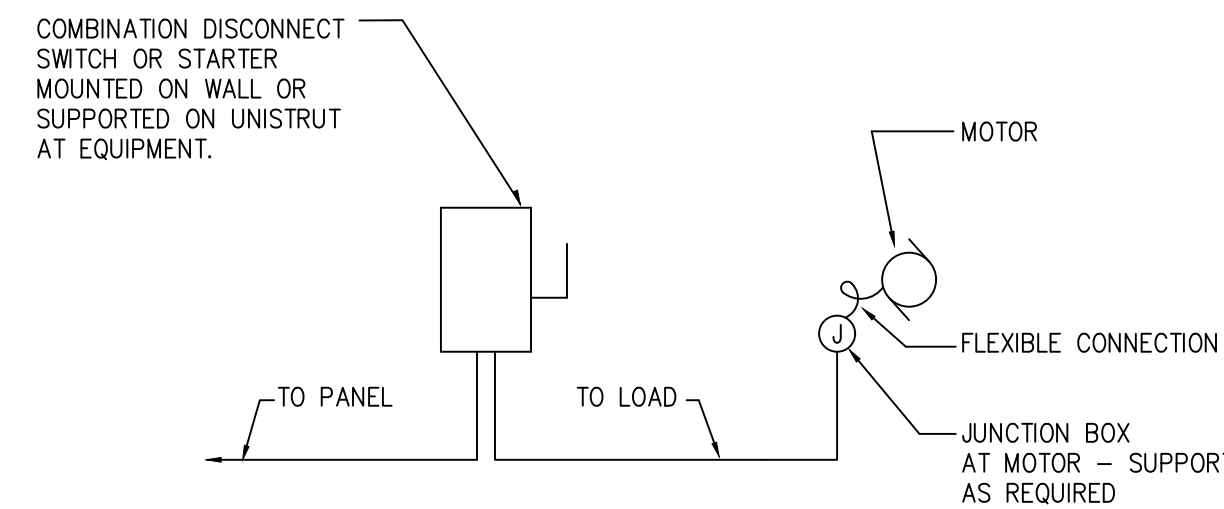 COMBINATION DISCONNECT
SWITCH OR STARTER
MOUNTED ON WALL OR
SUPPORTED ON UNISTRUT
AT EQUIPMENT.
MOTOR
J
FLEXIBLE CONNECTION
TO PANEL
TO LOAD
JUNCTION BOX
AT MOTOR – SUPPORT
AS REQUIRED